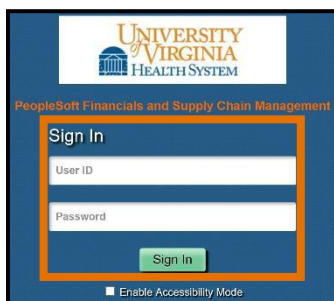 UNIVERSITY
VIRGINIA
HEALTH SYSTEM
PeopleSoft Financials and Supply Chain Management
Sign In
User ID
Password
Sign In
Enable Accessibility Mode